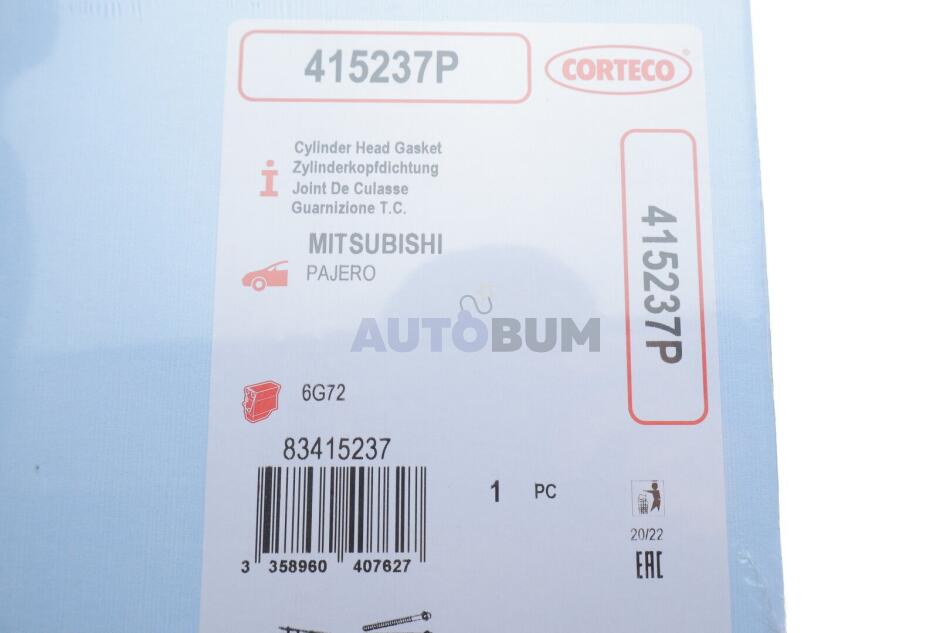 415237P
CORTECO®
Cylinder Head Gasket
Zylinderkopfdichtung
Joint De Culasse
Guarnizione T.C.
MITSUBISHI
PAJERO
415237P
AUTOBUM
6G72
83415237
1 PC
20/22
EAC
3 358960 407627